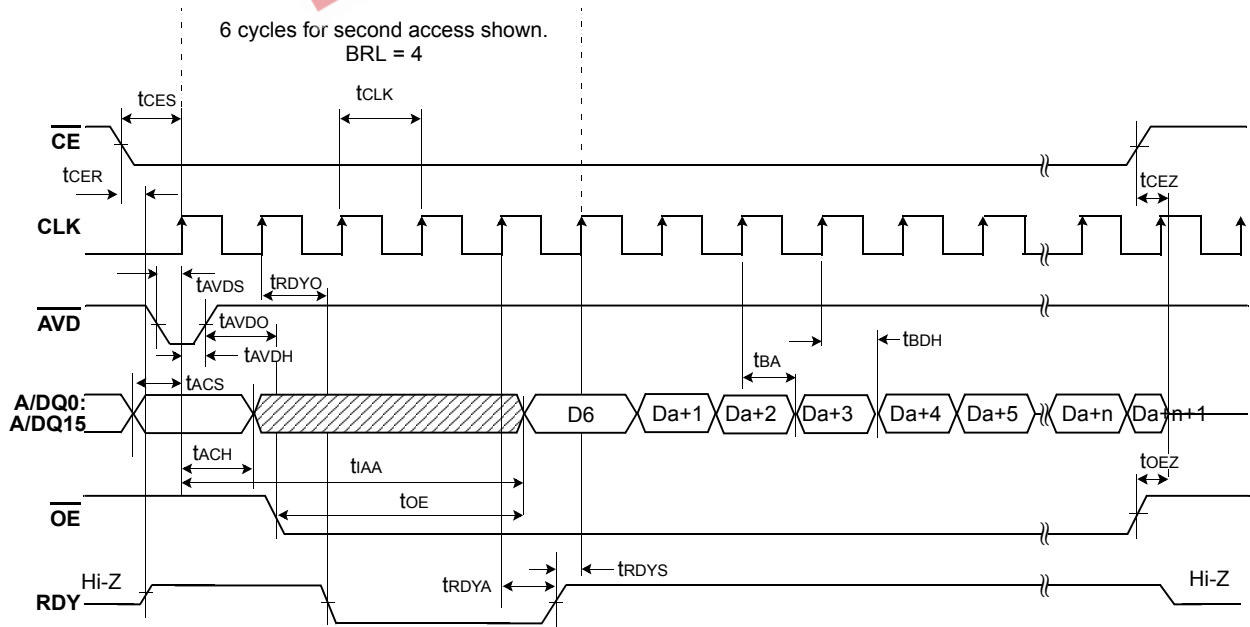 6 cycles for second access shown.
BRL = 4
tCES
tCLK
CE
tCER
tCEZ
CLK
tAVDS
tRDYO
AVD
tAVDO
tAVDH
tBA
tBDH
tACS
A/DQ0:
A/DQ15
D6
Da+1
Da+2
Da+3
Da+4
Da+5
Da+n
Da+n+1
tACH
tIAA
tOEZ
OE
tOE
Hi-Z
RDY
tRDYA
tRDYS
Hi-Z